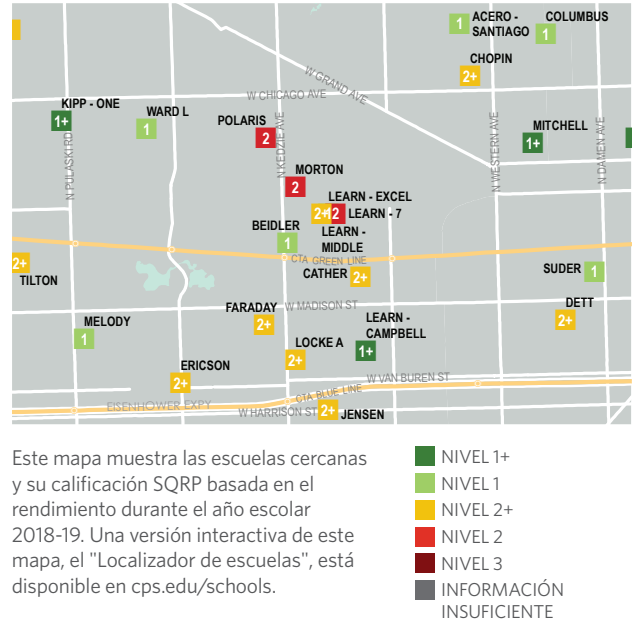 ACERO -
SANTIAGO
1
COLUMBUS
1
CHOPIN
2+
W GRAND AVE
W CHICAGO AVE
KIPP - ONE
1+
WARD L
1
POLARIS
2
N KEDZIE AVE
N PULASKI RD
N WESTERN AVE
MITCHELL
1+
N DAMEN AVE
MORTON
2
LEARN - EXCEL
2+
2
LEARN - 7
BEIDLER
1
LEARN -
MIDDLE
CTA GREEN LINE
CATHER
2+
2+
TILTON
SUDER
1
FARADAY
2+
W MADISON ST
DETT
2+
MELODY
1
LOCKE A
2+
LEARN -
CAMPBELL
1+
ERICSON
2+
W VAN BUREN ST
CTA BLUE LINE
EISENHOWER EXPY
W HARRISON ST
2+
JENSEN
Este mapa muestra las escuelas cercanas
y su calificación SQRP basada en el
rendimiento durante el año escolar
2018-19. Una versión interactiva de este
mapa, el "Localizador de escuelas", está
disponible en cps.edu/schools.
NIVEL 1+
NIVEL 1
NIVEL 2+
NIVEL 2
NIVEL 3
INFORMACIÓN
INSUFICIENTE